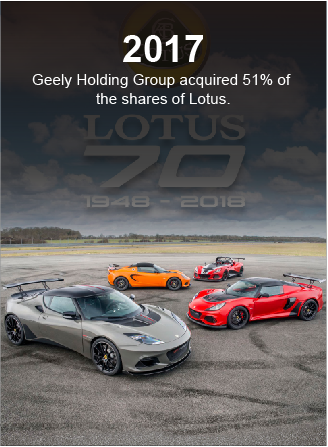 2017
Geely Holding Group acquired 51% of
the shares of Lotus.
LOTUS
70
1948 - 2018